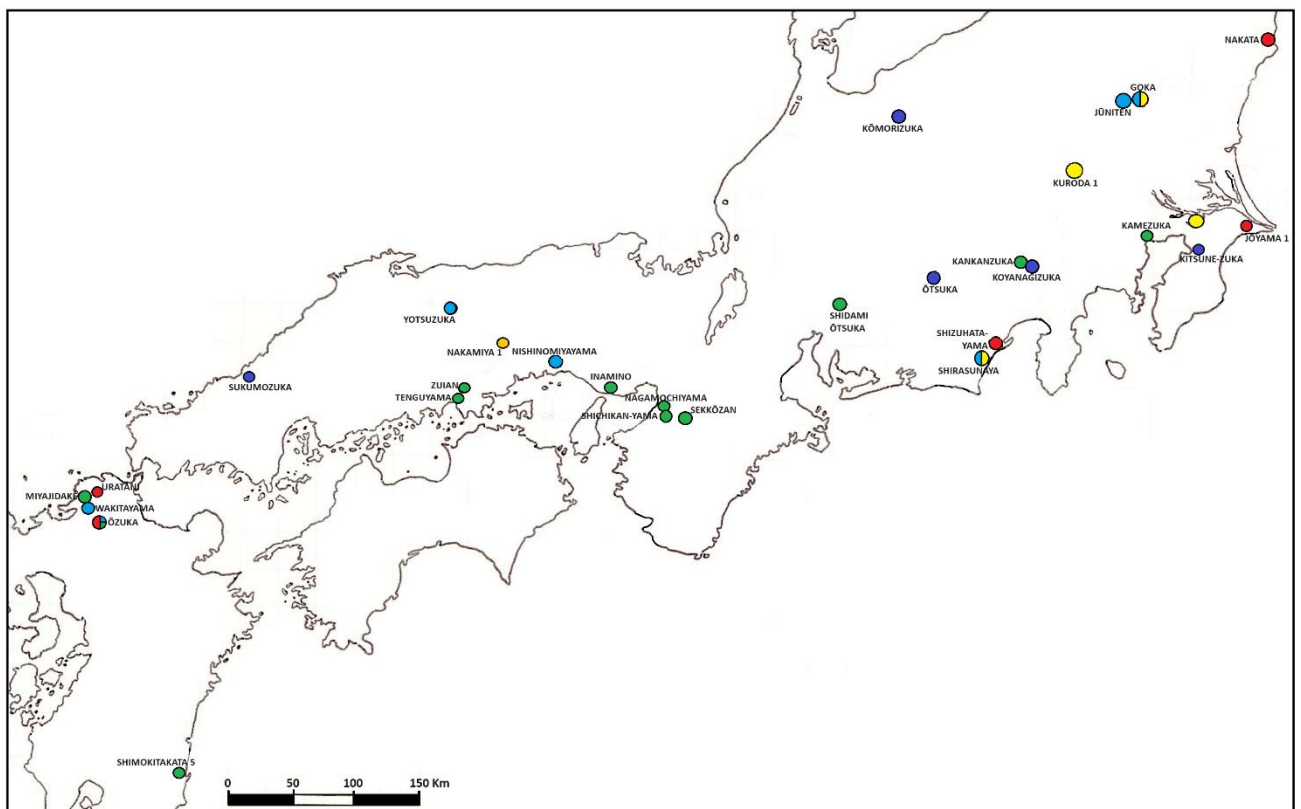 NAKATA
GOKA
JŪNITEN
KŌMORIZUKA
KURODA 1
KAMEZUKA
JOYAMA 1
KITSUNE-ZUKA
KANKANZUKA
KOYANAGIZUKA
ŌTSUKA
SHIDAMI
ŌTSUKA
YOTSUZUKA
SHIZUHATA-
YAMA
SHIRASUNAYA
NAKAMIYA 1
NISHINOMIYAYAMA
SUKUMOZUKA
ZUIAN
INAMINO
TENGUYAMA
NAGAMOCHIYAMA
SHICHIKAN-YAMA
SEKKŌZAN
URATANI
MIYAJIDAKE
WAKITAYAMA
ŌZUKA
SHIMOKITAKATA 5
0 50 100 150 Km